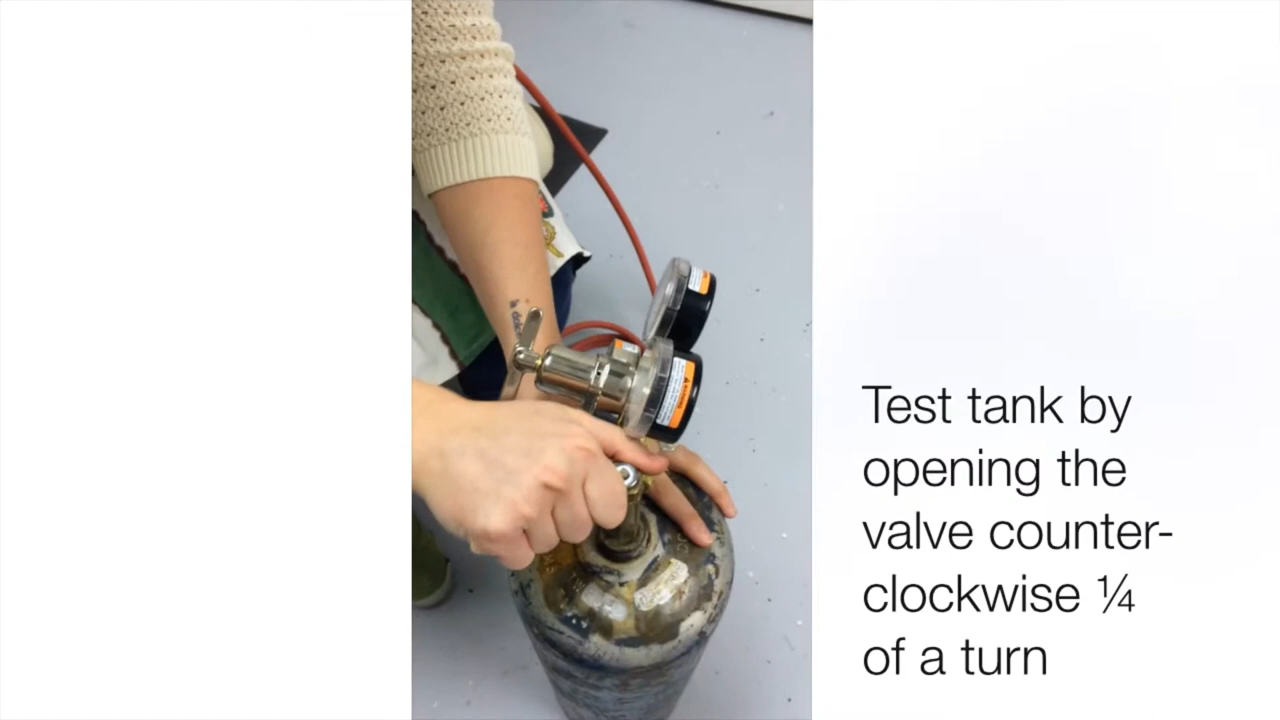 Test tank by
opening the
valve counter-
clockwise ¼
of a turn